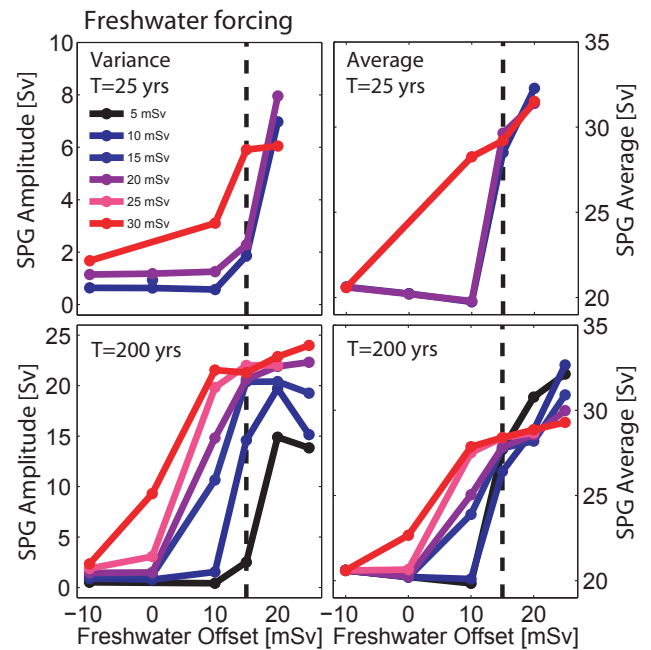 Freshwater forcing
Variance
T=25 yrs
5 mSv
10 mSv
15 mSv
20 mSv
25 mSv
30 mSv
SPG Amplitude [Sv]
10
8
6
4
2
0
Average
T=25 yrs
SPG Average [Sv]
35
30
25
20
T=200 yrs
SPG Amplitude [Sv]
25
20
15
10
5
0
−10
0
10
20
Freshwater Offset [mSv]
T=200 yrs
SPG Average [Sv]
35
30
25
20
−10
0
10
20
Freshwater Offset [mSv]